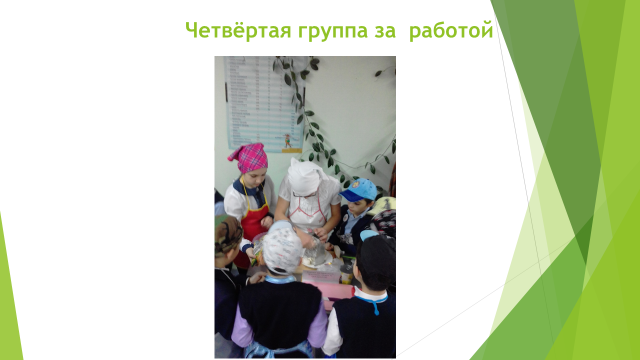 Четвёртая группа за  работой